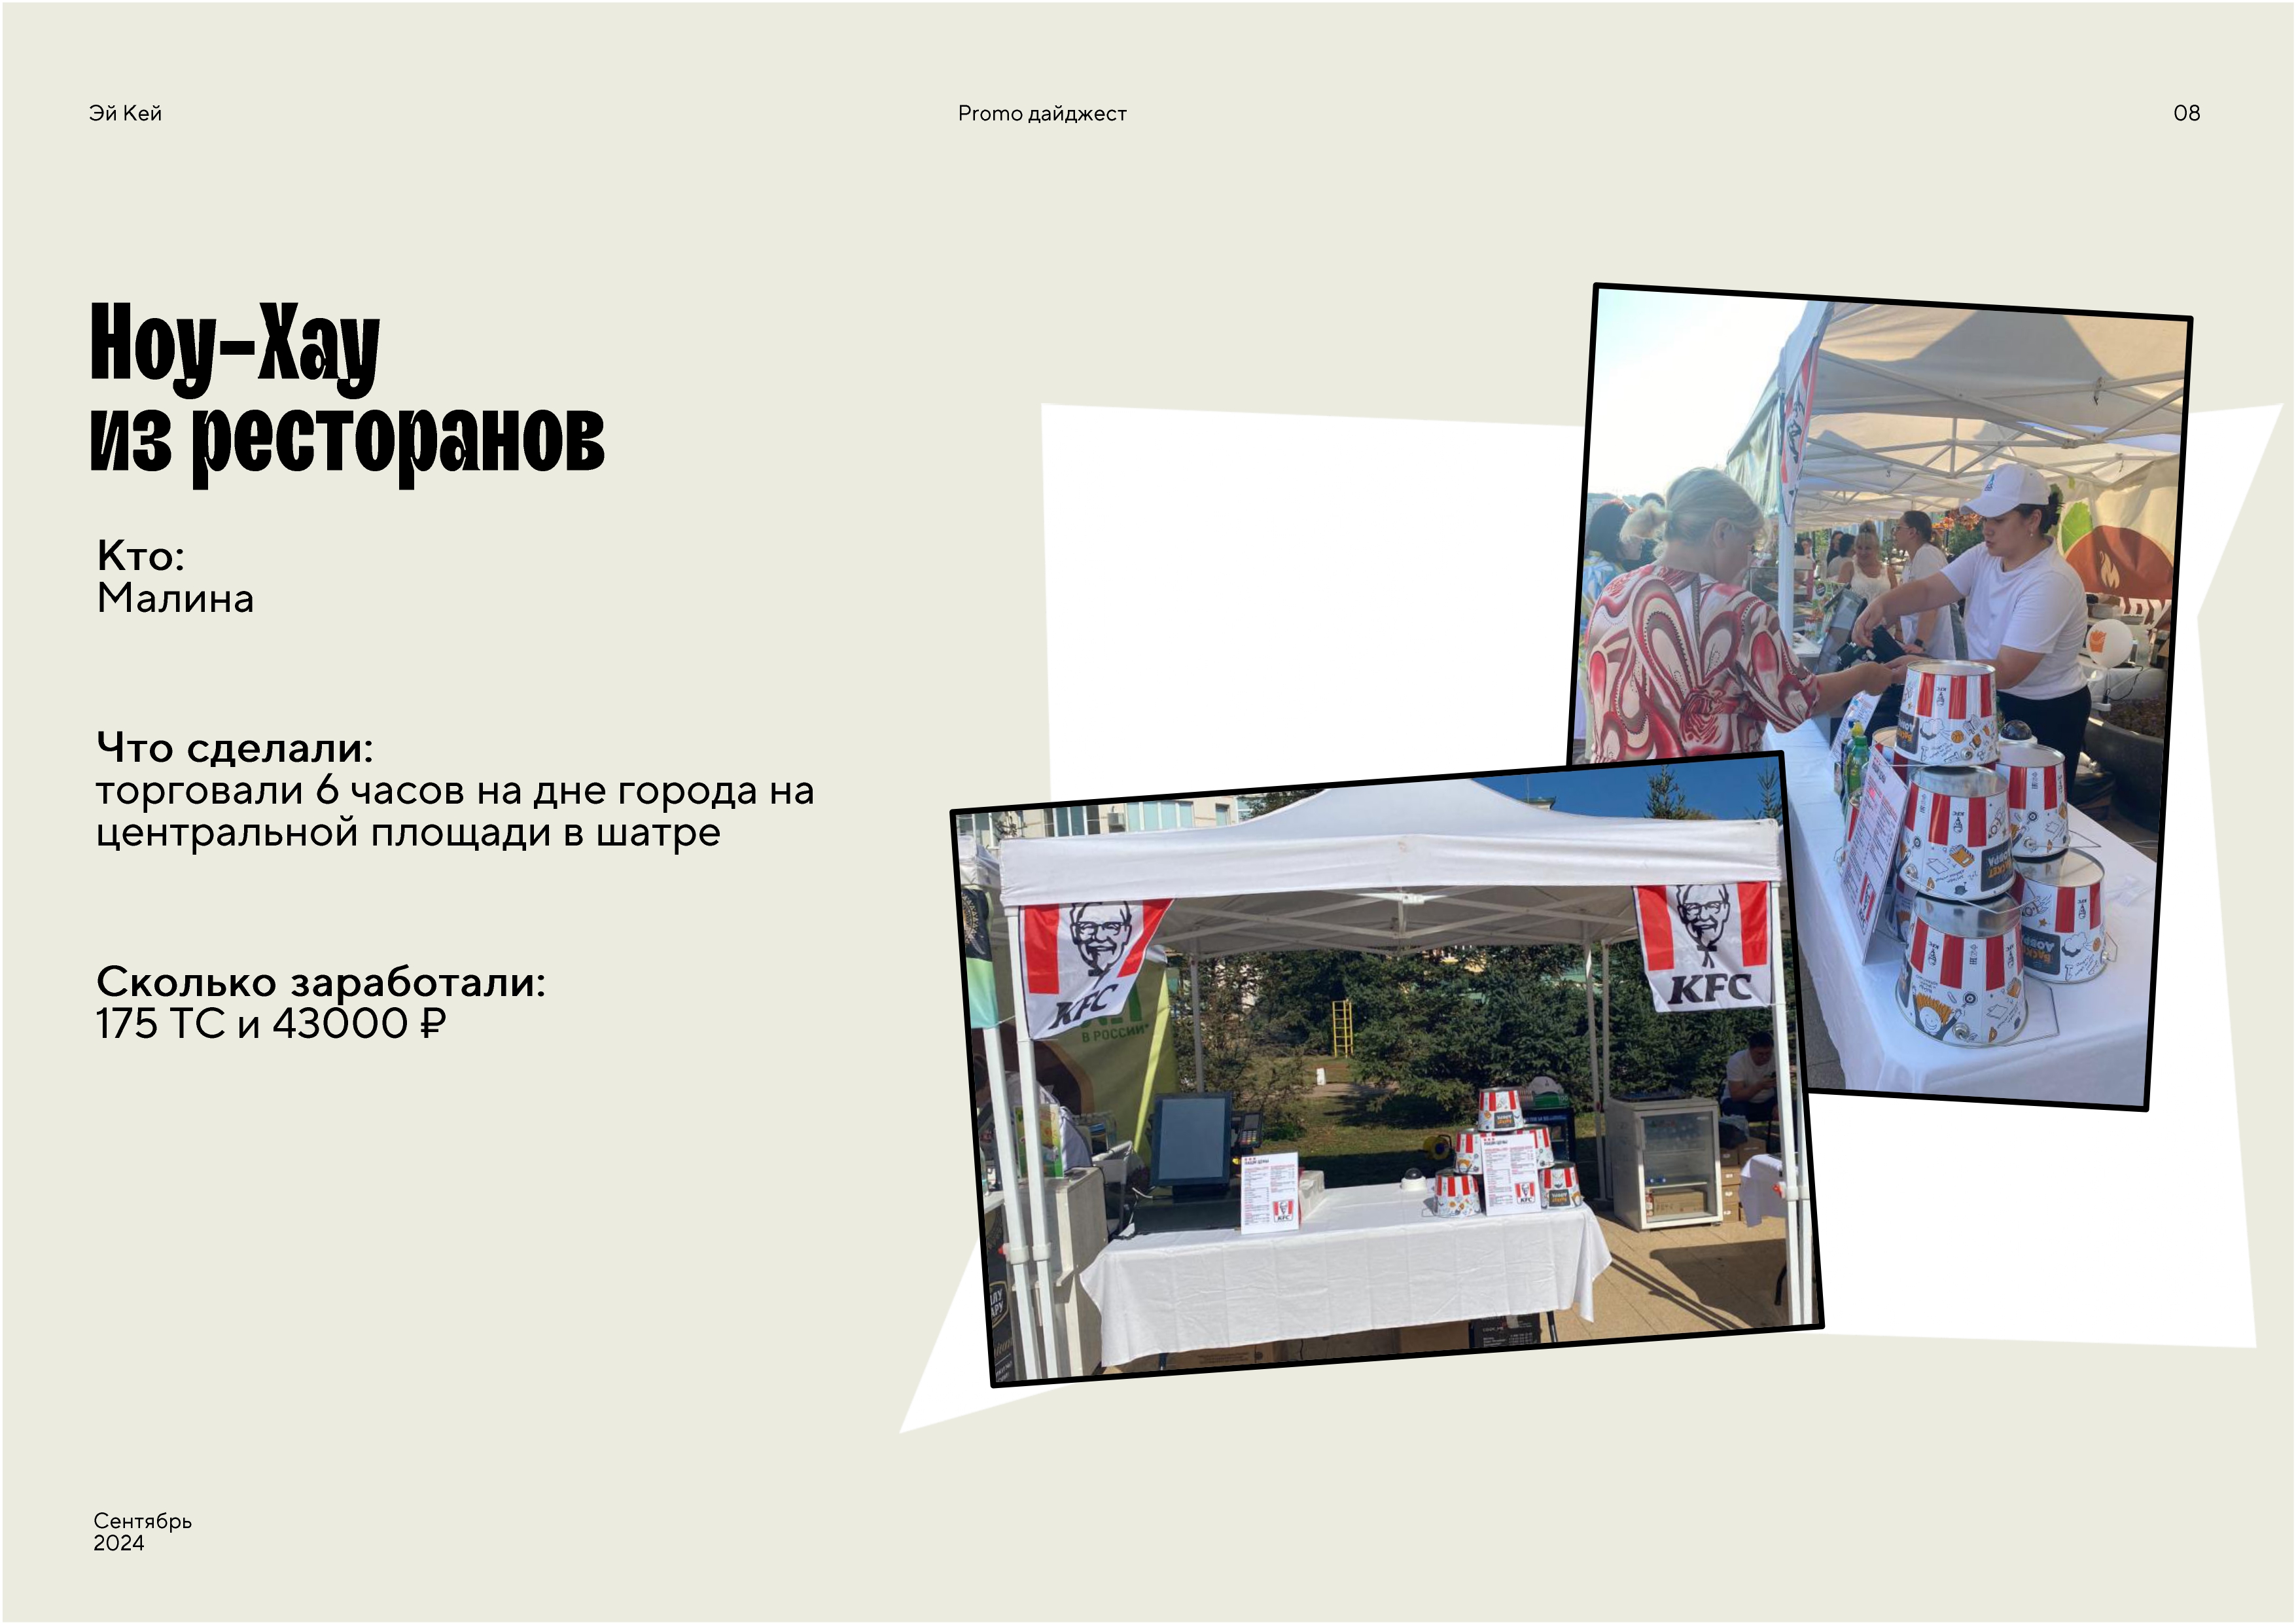 Эй Кей
Promo дайджест
08
Ноу-Хау
из ресторанов
Кто:
Малина
Что сделали:
торговали 6 часов на дне города на
центральной площади в шатре
Сколько заработали:
175 ТС и 43000 ₽
KFC
KFC
В РОССИИ*
Сентябрь
2024